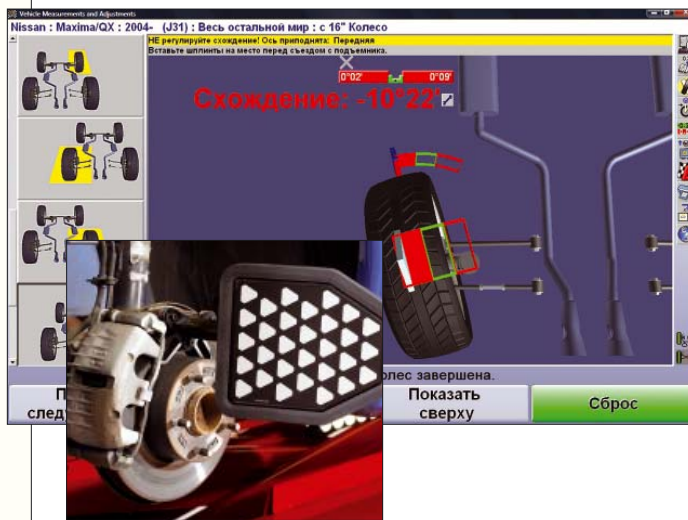 Vehicle Measurements and Adjustments
Nissan : Maxima/QX : 2004- (J31) : Весь остальной мир : с 16" Колесо
НЕ регулируйте схождение! Ось приподнята: Передняя
Вставьте шплинты на место перед съездом с подъемника.
0°02' 0°09'
Схождение: -10°22'
завершена.
Показать
сверху
Сброс